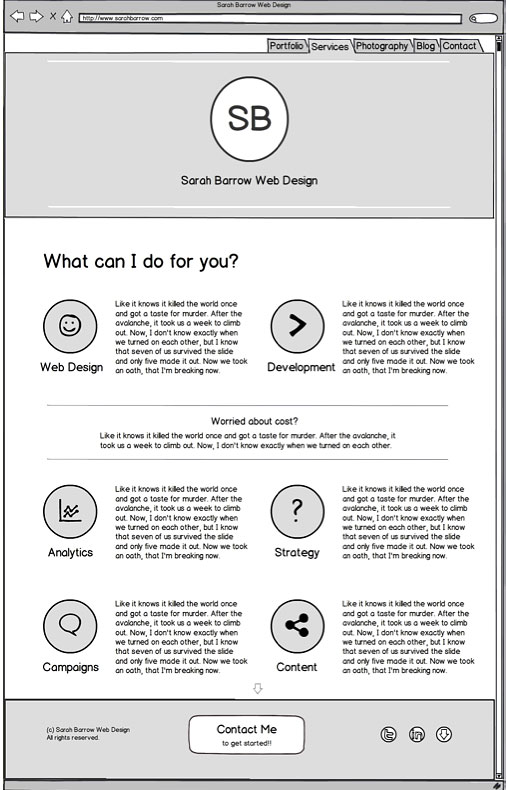 Sarah Barrow Web Design
http://www.sarahbarrow.com
Portfolio Services Photography Blog Contact
SB
Sarah Barrow Web Design
What can I do for you?
Like it knows it killed the world once
and got a taste for murder. After the
avalanche, it took us a week to climb
out. Now, I don't know exactly when
we turned on each other, but I know
that seven of us survived the slide
and only five made it out. Now we took
an oath, that I'm breaking now.
Web Design
Like it knows it killed the world once
and got a taste for murder. After the
avalanche, it took us a week to climb
out. Now, I don't know exactly when
we turned on each other, but I know
that seven of us survived the slide
and only five made it out. Now we took
an oath, that I'm breaking now.
Development
Worried about cost?
Like it knows it killed the world once and got a taste for murder. After the avalanche, it
took us a week to climb out. Now, I don't know exactly when we turned on each other.
Like it knows it killed the world once
and got a taste for murder. After the
avalanche, it took us a week to climb
out. Now, I don't know exactly when
we turned on each other, but I know
that seven of us survived the slide
and only five made it out. Now we took
an oath, that I'm breaking now.
Analytics
Like it knows it killed the world once
and got a taste for murder. After the
avalanche, it took us a week to climb
out. Now, I don't know exactly when
we turned on each other, but I know
that seven of us survived the slide
and only five made it out. Now we took
an oath, that I'm breaking now.
?
Strategy
Like it knows it killed the world once
and got a taste for murder. After the
avalanche, it took us a week to climb
out. Now, I don't know exactly when
we turned on each other, but I know
that seven of us survived the slide
and only five made it out. Now we took
an oath, that I'm breaking now.
Campaigns
Like it knows it killed the world once
and got a taste for murder. After the
avalanche, it took us a week to climb
out. Now, I don't know exactly when
we turned on each other, but I know
that seven of us survived the slide
and only five made it out. Now we took
an oath, that I'm breaking now.
Content
(c) Sarah Barrow Web Design
All rights reserved.
Contact Me
to get started!!
in